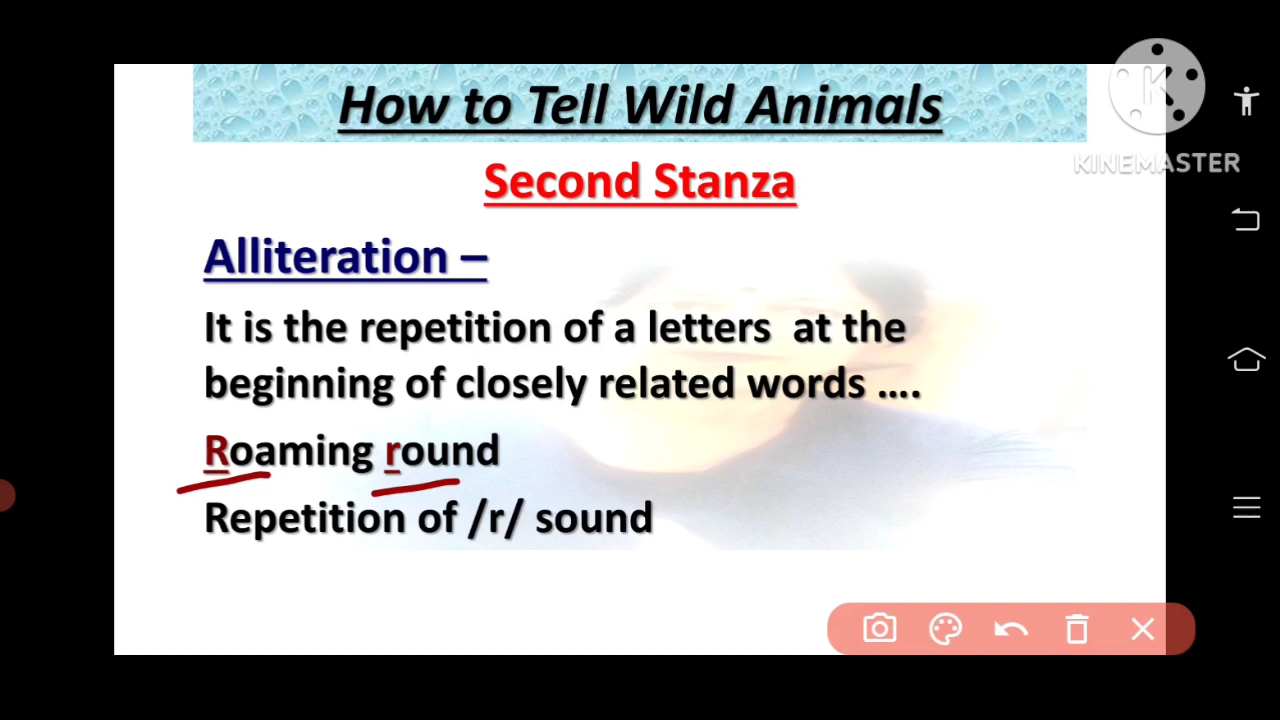 How to Tell Wild Animals
KINEMASTER
Second Stanza
Alliteration –
It is the repetition of a letters at the
beginning of closely related words ....
Roaming round
Repetition of /r/ sound